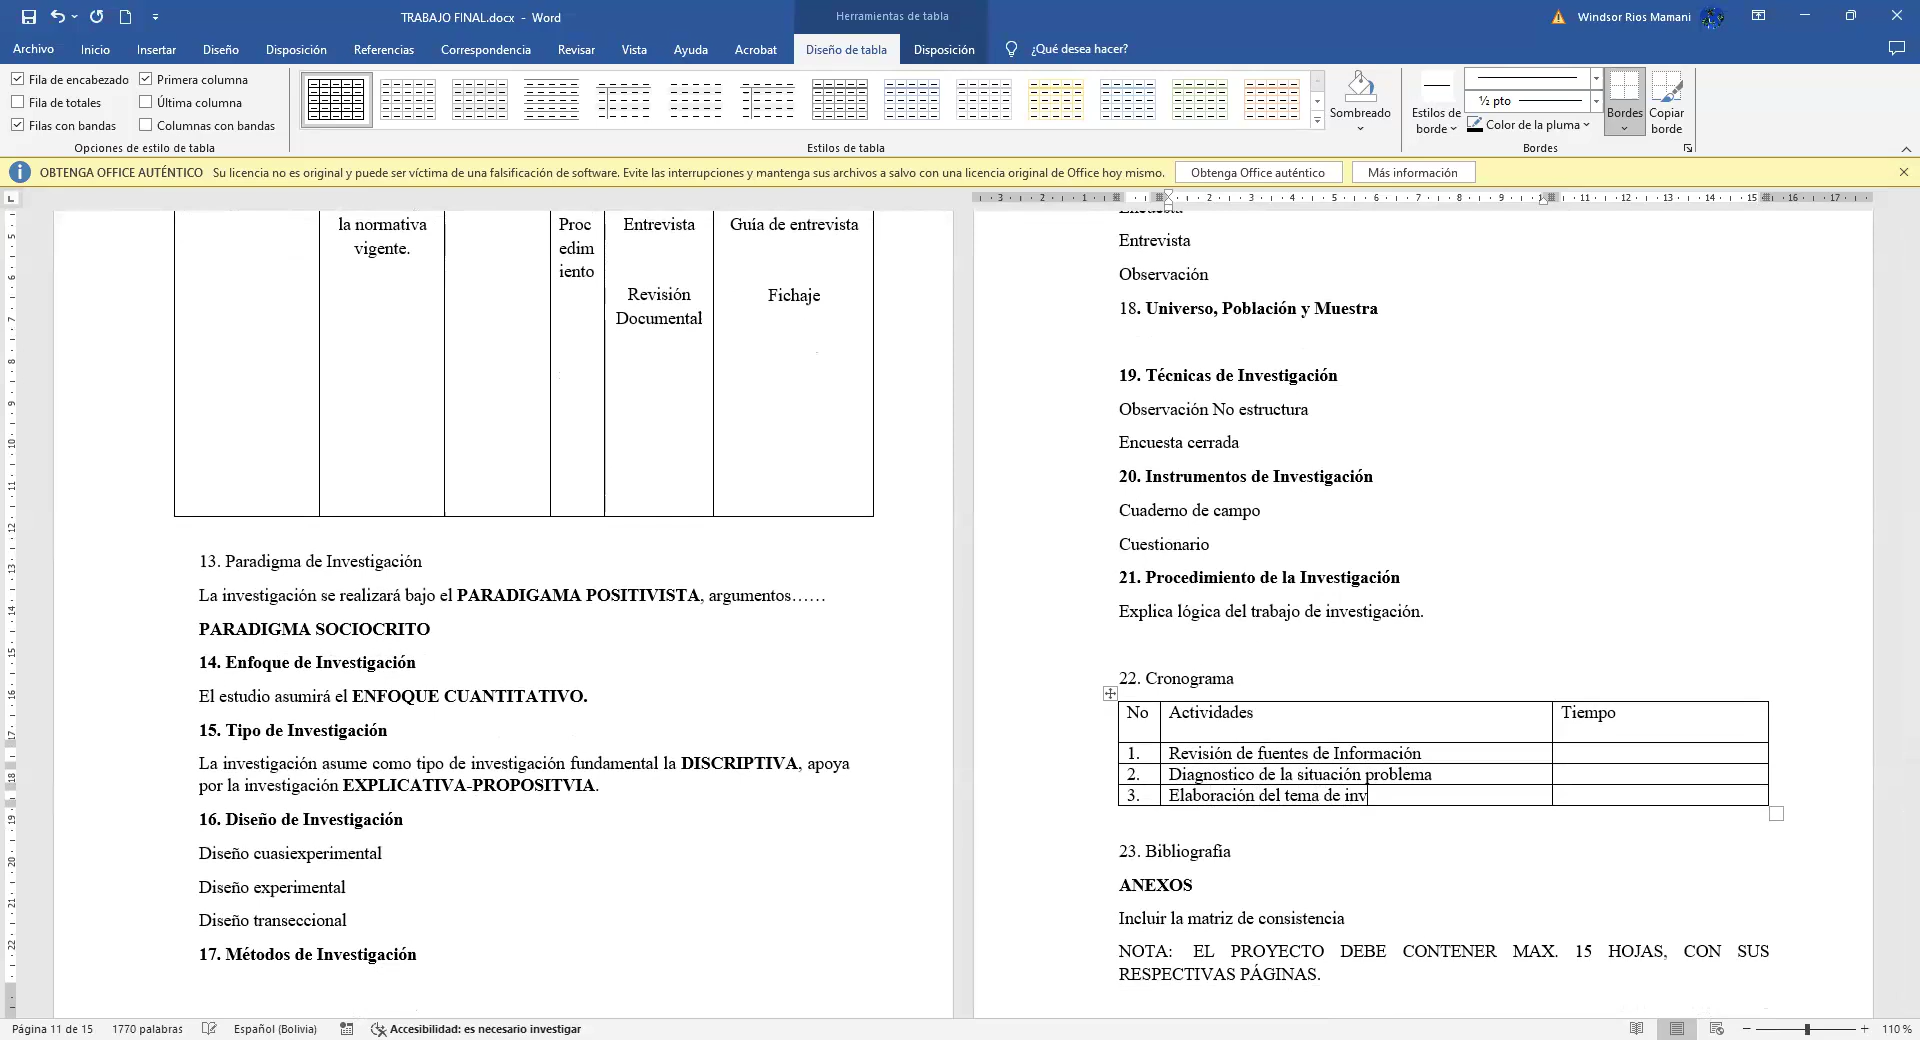 TRABAJO FINAL.docx - Word
Herramientas de tabla
Windsor Rios Mamani
Archivo Inicio Insertar Diseño Disposición Referencias Correspondencia Revisar Vista Ayuda Acrobat Diseño de tabla Disposición ¿Qué desea hacer?
Fila de encabezado Primera columna
Fila de totales Última columna
Filas con bandas Columnas con bandas
Opciones de estilo de tabla
Estilos de tabla
Sombreado
Estilos de borde
½ pto
Color de la pluma
Bordes
Copiar borde
Bordes
OBTENGA OFFICE AUTÉNTICO Su licencia no es original y puede ser víctima de una falsificación de software. Evite las interrupciones y mantenga sus archivos a salvo con una licencia original de Office hoy mismo. Obtenga Office auténtico Más información
la normativa
vigente.
Proc
edim
iento
Entrevista
Revisión
Documental
Guía de entrevista
Fichaje
13. Paradigma de Investigación
La investigación se realizará bajo el PARADIGAMA POSITIVISTA, argumentos……
PARADIGMA SOCIOCRITO
14. Enfoque de Investigación
El estudio asumirá el ENFOQUE CUANTITATIVO.
15. Tipo de Investigación
La investigación asume como tipo de investigación fundamental la DISCRIPTIVA, apoya
por la investigación EXPLICATIVA-PROPOSITVIA.
16. Diseño de Investigación
Diseño cuasiexperimental
Diseño experimental
Diseño transeccional
17. Métodos de Investigación
Encuesta
Entrevista
Observación
18. Universo, Población y Muestra
19. Técnicas de Investigación
Observación No estructura
Encuesta cerrada
20. Instrumentos de Investigación
Cuaderno de campo
Cuestionario
21. Procedimiento de la Investigación
Explica lógica del trabajo de investigación.
22. Cronograma
No Actividades Tiempo
1. Revisión de fuentes de Información
2. Diagnostico de la situación problema
3. Elaboración del tema de inv
23. Bibliografía
ANEXOS
Incluir la matriz de consistencia
NOTA: EL PROYECTO DEBE CONTENER MAX. 15 HOJAS, CON SUS
RESPECTIVAS PÁGINAS.
Página 11 de 15 1770 palabras Español (Bolivia) Accesibilidad: es necesario investigar 110 %